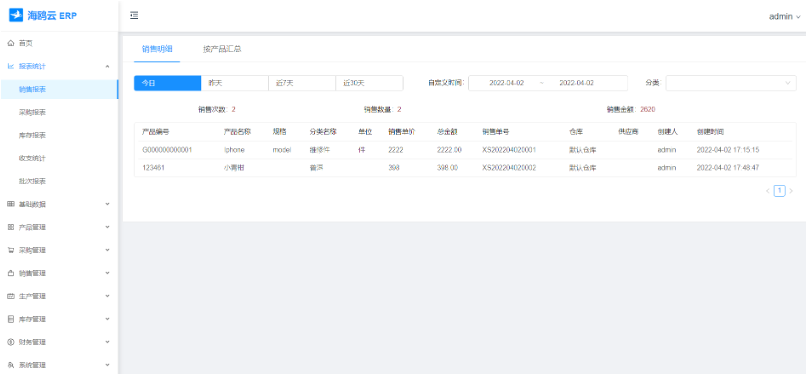 海鸥云 ERP
admin
首页
报表统计
销售报表
采购报表
库存报表
收支统计
批次报表
基础数据
产品管理
采购管理
销售管理
生产管理
库存管理
财务管理
系统管理
销售明细 按产品汇总
今日 昨天 近7天 近30天 自定义时间: 2022-04-02 ~ 2022-04-02 分类:
销售次数: 2 销售数量: 2 销售金额: 2620
产品编号 产品名称 规格 分类名称 单位 销售单价 总金额 销售单号 仓库 供应商 创建人 创建时间
G000000000001 Iphone model 维修件 件 2222 2222.00 XS202204020001 默认仓库 admin 2022-04-02 17:15:15
123461 398 398.00 XS202204020002 默认仓库 admin 2022-04-02 17:48:47
< 1 >